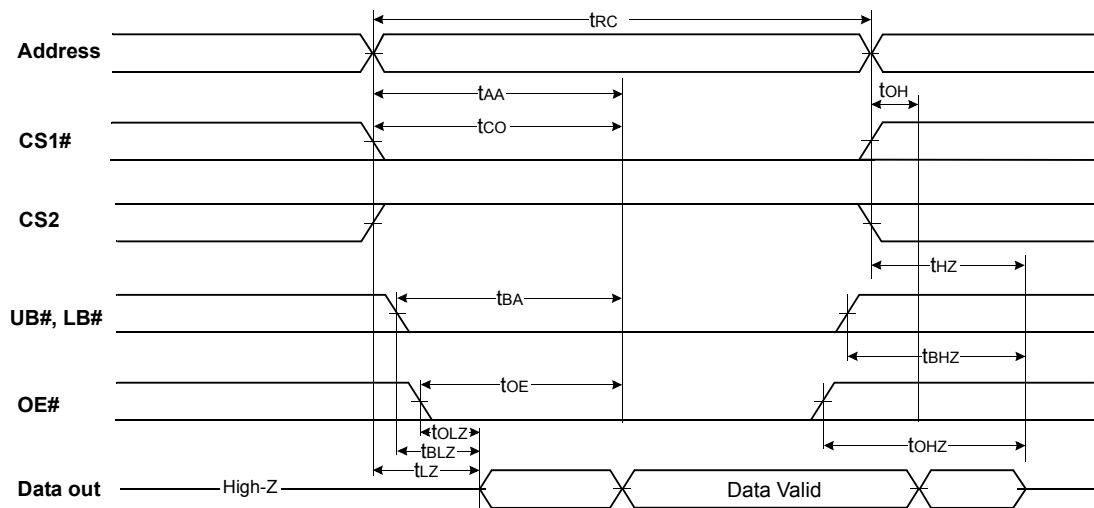 tRC
Address
tAA
tOH
tCO
CS1#
CS2
tHZ
tBA
UB#, LB#
tBHZ
tOE
OE#
tOLZ
tOHZ
tBLZ
tLZ
Data out
High-Z
Data Valid